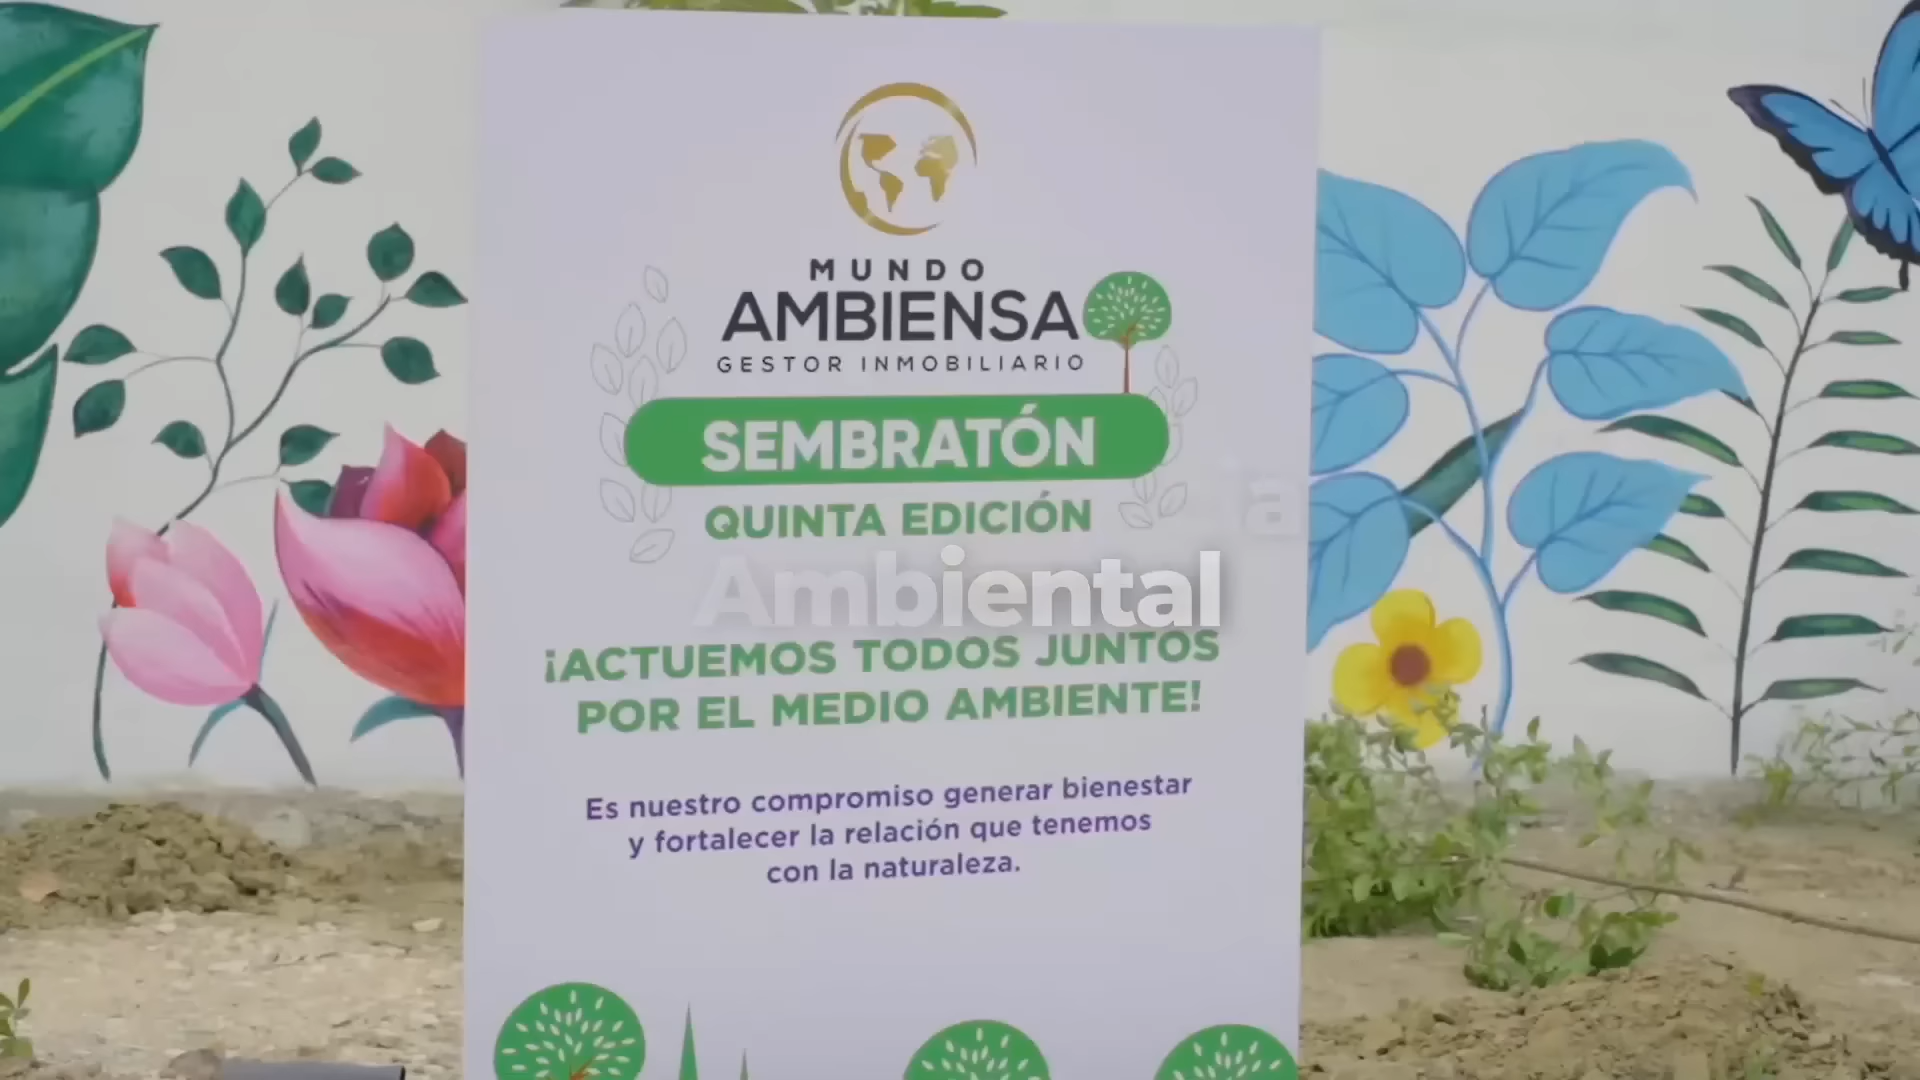 MUNDO
AMBIENSA
GESTOR INMOBILIARIO
SEMBRATÓN
QUINTA EDICIÓN
Ambiental
¡ACTUEMOS TODOS JUNTOS
POR EL MEDIO AMBIENTE!
Es nuestro compromiso generar bienestar
y fortalecer la relación que tenemos
con la naturaleza.